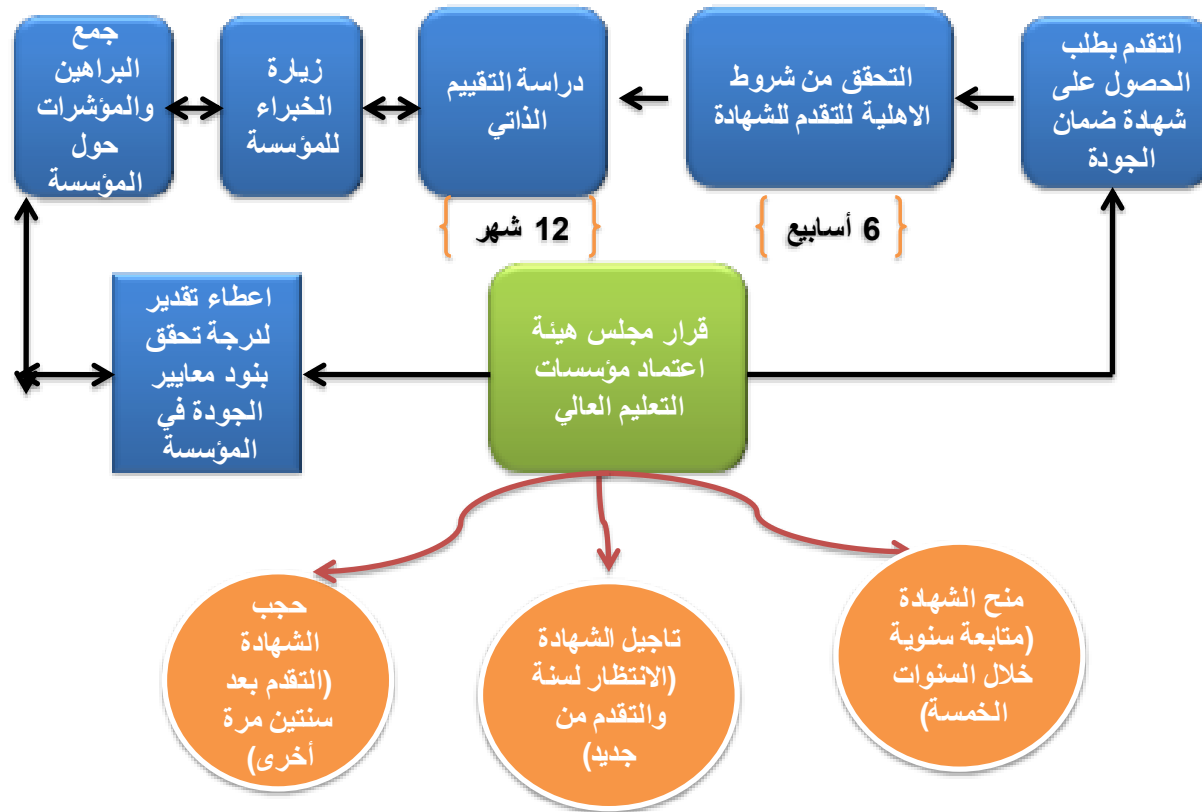 التقدم بطلب
الحصول على
شهادة ضمان
الجودة
التحقق من شروط
الاهلية للتقدم للشهادة
دراسة التقييم
الذاتي
زيارة
الخبراء
للمؤسسة
جمع
البراهين
والمؤشرات
حول
المؤسسة
6 أسابيع
12 شهر
قرار مجلس هيئة
اعتماد مؤسسات
التعليم العالي
اعطاء تقدير
لدرجة تحقق
بنود معايير
الجودة في
المؤسسة
منح الشهادة
(متابعة سنوية
خلال السنوات
الخمسة)
تاجيل الشهادة
(الانتظار لسنة
والتقدم من
جديد)
حجب
الشهادة
(التقدم بعد
سنتين مرة
أخرى)